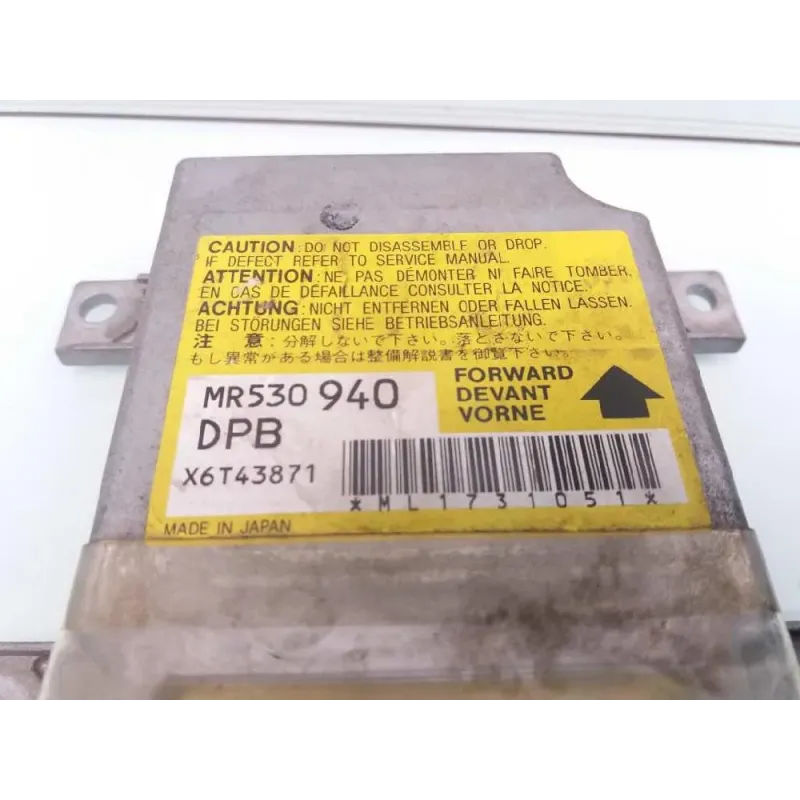 CAUTION : DO NOT DISASSEMBLE OR DROP.
IF DEFECT REFER TO SERVICE MANUAL.
ATTENTION : NE PAS DÉMONTER NI FAIRE TOMBER,
EN CAS DE DÉFAILLANCE CONSULTER LA NOTICE.
ACHTUNG : NICHT ENTFERNEN ODER FALLEN LASSEN.
BEI STÖRUNGEN SIEHE BETRIEBSANLEITUNG.
注 意 : 分解しないで下さい。落とさないで下さい。
もし異常がある場合は整備解説書を御覧下さい。
MR530 940
DPB
X6T43871
FORWARD
DEVANT
VORNE
*ML1731051*
MADE IN JAPAN